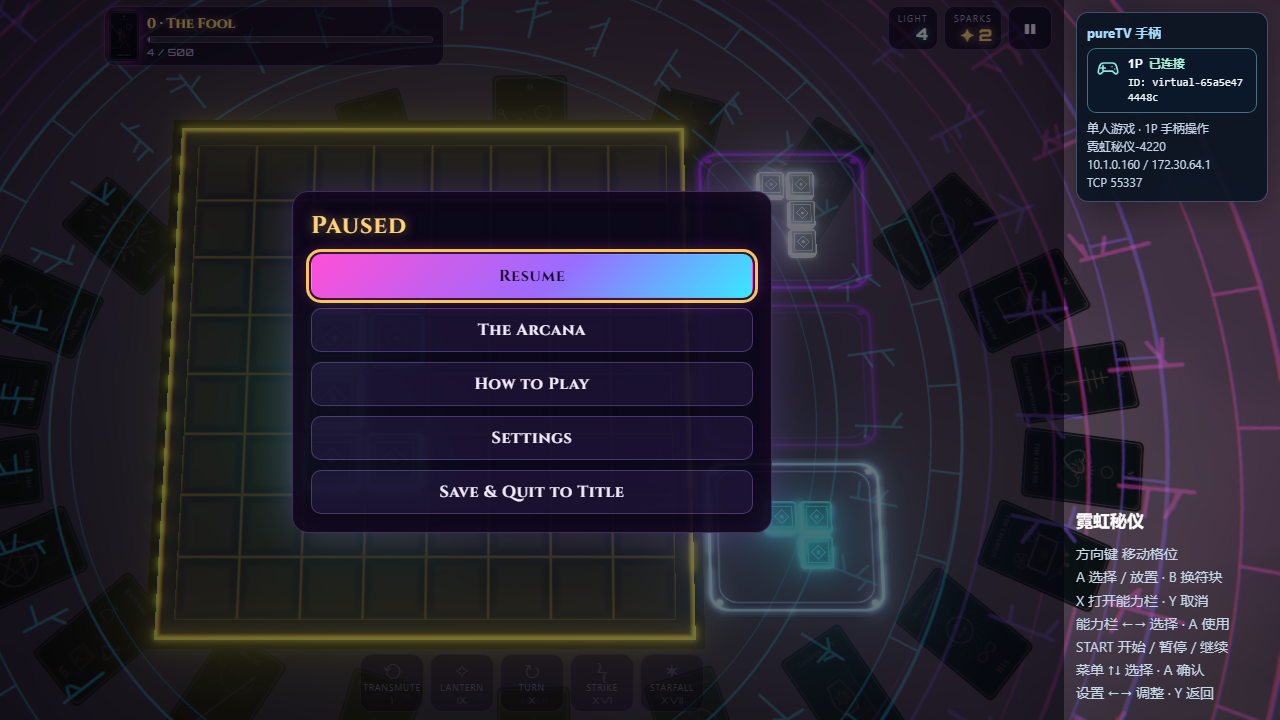 0 · The Fool
4 / 500
LIGHT
4
SPARKS
✦2
Paused
Resume
The Arcana
How to Play
Settings
Save & Quit to Title
TRANSMUTE
I
LANTERN
IX
TURN
X
STRIKE
XVI
STARFALL
XVII
pureTV 手柄
1P 已连接
ID: virtual-65a5e47
4448c
单人游戏 · 1P 手柄操作
霓虹秘仪-4220
10.1.0.160 / 172.30.64.1
TCP 55337
霓虹秘仪
方向键 移动格位
A 选择 / 放置 · B 换符块
X 打开能力栏 · Y 取消
能力栏 ←→ 选择 · A 使用
START 开始 / 暂停 / 继续
菜单 ↑↓ 选择 · A 确认
设置 ←→ 调整 · Y 返回